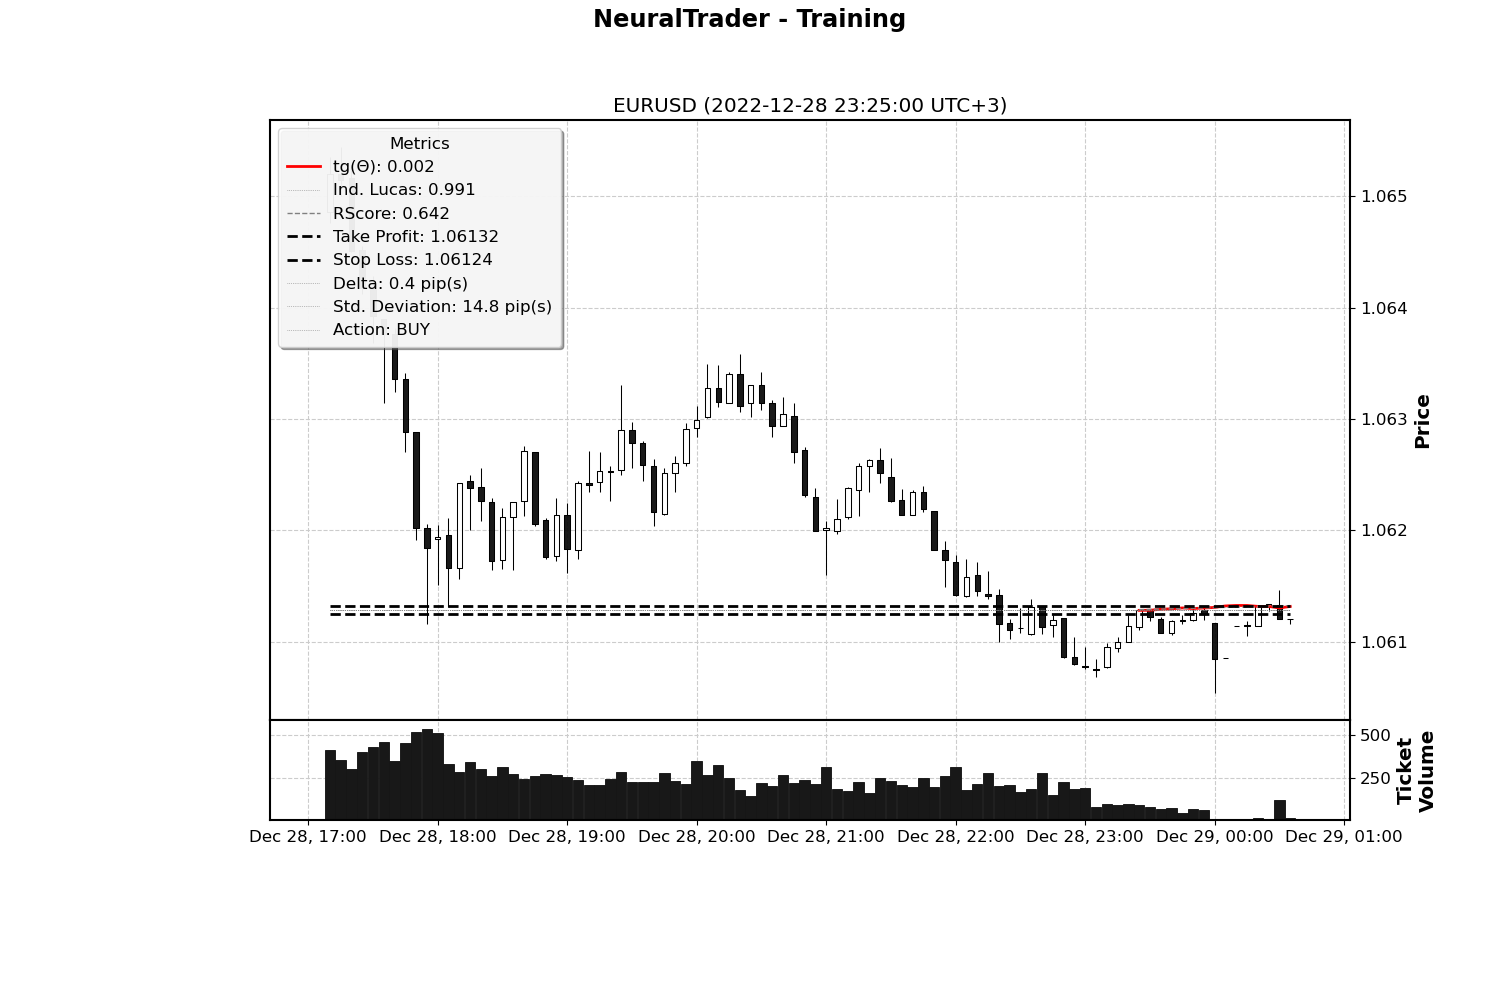 NeuralTrader - Training
EURUSD (2022-12-28 23:25:00 UTC+3)
Metrics
tg(Θ): 0.002
Ind. Lucas: 0.991
RScore: 0.642
Take Profit: 1.06132
Stop Loss: 1.06124
Delta: 0.4 pip(s)
Std. Deviation: 14.8 pip(s)
Action: BUY
1.065
1.064
1.063
1.062
1.061
Price
500
250
Ticket
Volume
Dec 28, 17:00 Dec 28, 18:00 Dec 28, 19:00 Dec 28, 20:00 Dec 28, 21:00 Dec 28, 22:00 Dec 28, 23:00 Dec 29, 00:00 Dec 29, 01:00